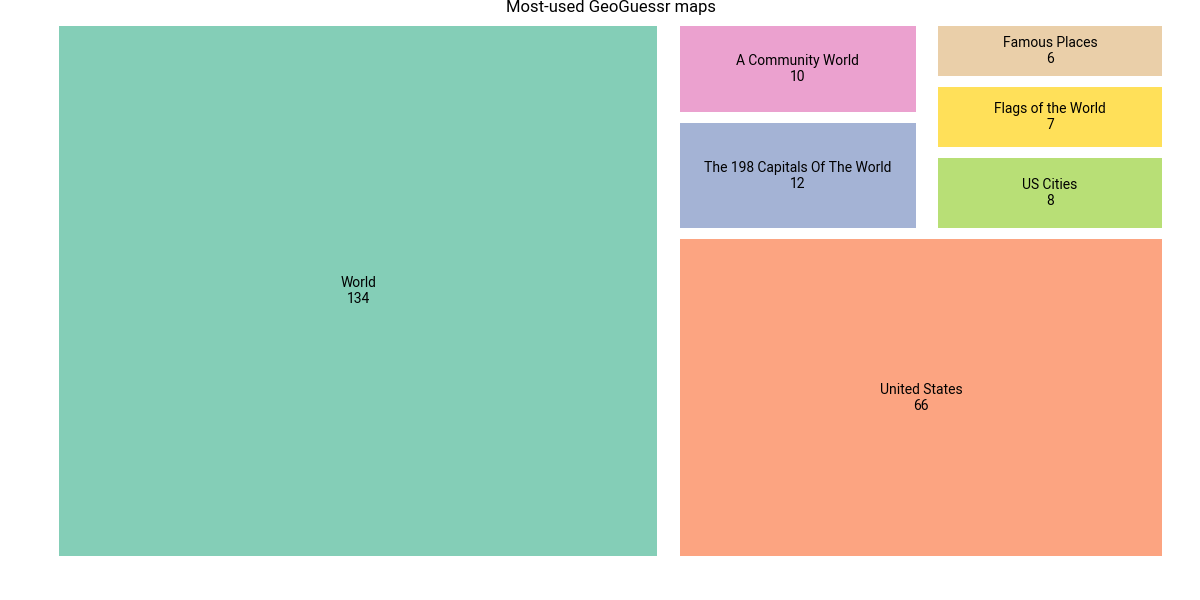 Most-used GeoGuessr maps
World
134
A Community World
10
The 198 Capitals Of The World
12
Famous Places
6
Flags of the World
7
US Cities
8
United States
66